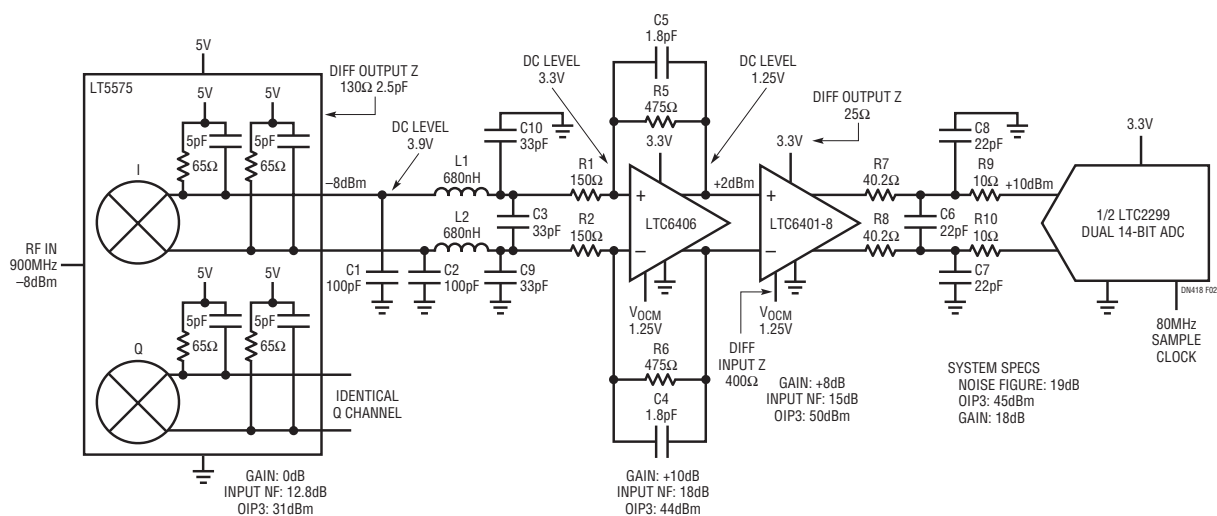 LT5575
5V
5V
5V
5pF
5pF
65Ω
65Ω
I
RF IN
900MHz
–8dBm
5V
5V
5pF
5pF
65Ω
65Ω
Q
IDENTICAL
Q CHANNEL
GAIN: 0dB
INPUT NF: 12.8dB
OIP3: 31dBm
DIFF OUTPUT Z
130Ω 2.5pF
DC LEVEL
3.9V
–8dBm
C1
100pF
C2
100pF
L1
680nH
L2
680nH
C10
33pF
C3
33pF
C9
33pF
R1
150Ω
R2
150Ω
DC LEVEL
3.3V
C5
1.8pF
R5
475Ω
3.3V
+
LTC6406
–
VOCM
1.25V
R6
475Ω
C4
1.8pF
GAIN: +10dB
INPUT NF: 18dB
OIP3: 44dBm
DC LEVEL
1.25V
+2dBm
DIFF OUTPUT Z
25Ω
3.3V
+
LTC6401-8
–
VOCM
1.25V
DIFF
INPUT Z
400Ω
GAIN: +8dB
INPUT NF: 15dB
OIP3: 50dBm
R7
40.2Ω
R8
40.2Ω
C8
22pF
C6
22pF
C7
22pF
R9
10Ω
R10
10Ω
+10dBm
3.3V
1/2 LTC2299
DUAL 14-BIT ADC
DN418 F02
80MHz
SAMPLE
CLOCK
SYSTEM SPECS
NOISE FIGURE: 19dB
OIP3: 45dBm
GAIN: 18dB